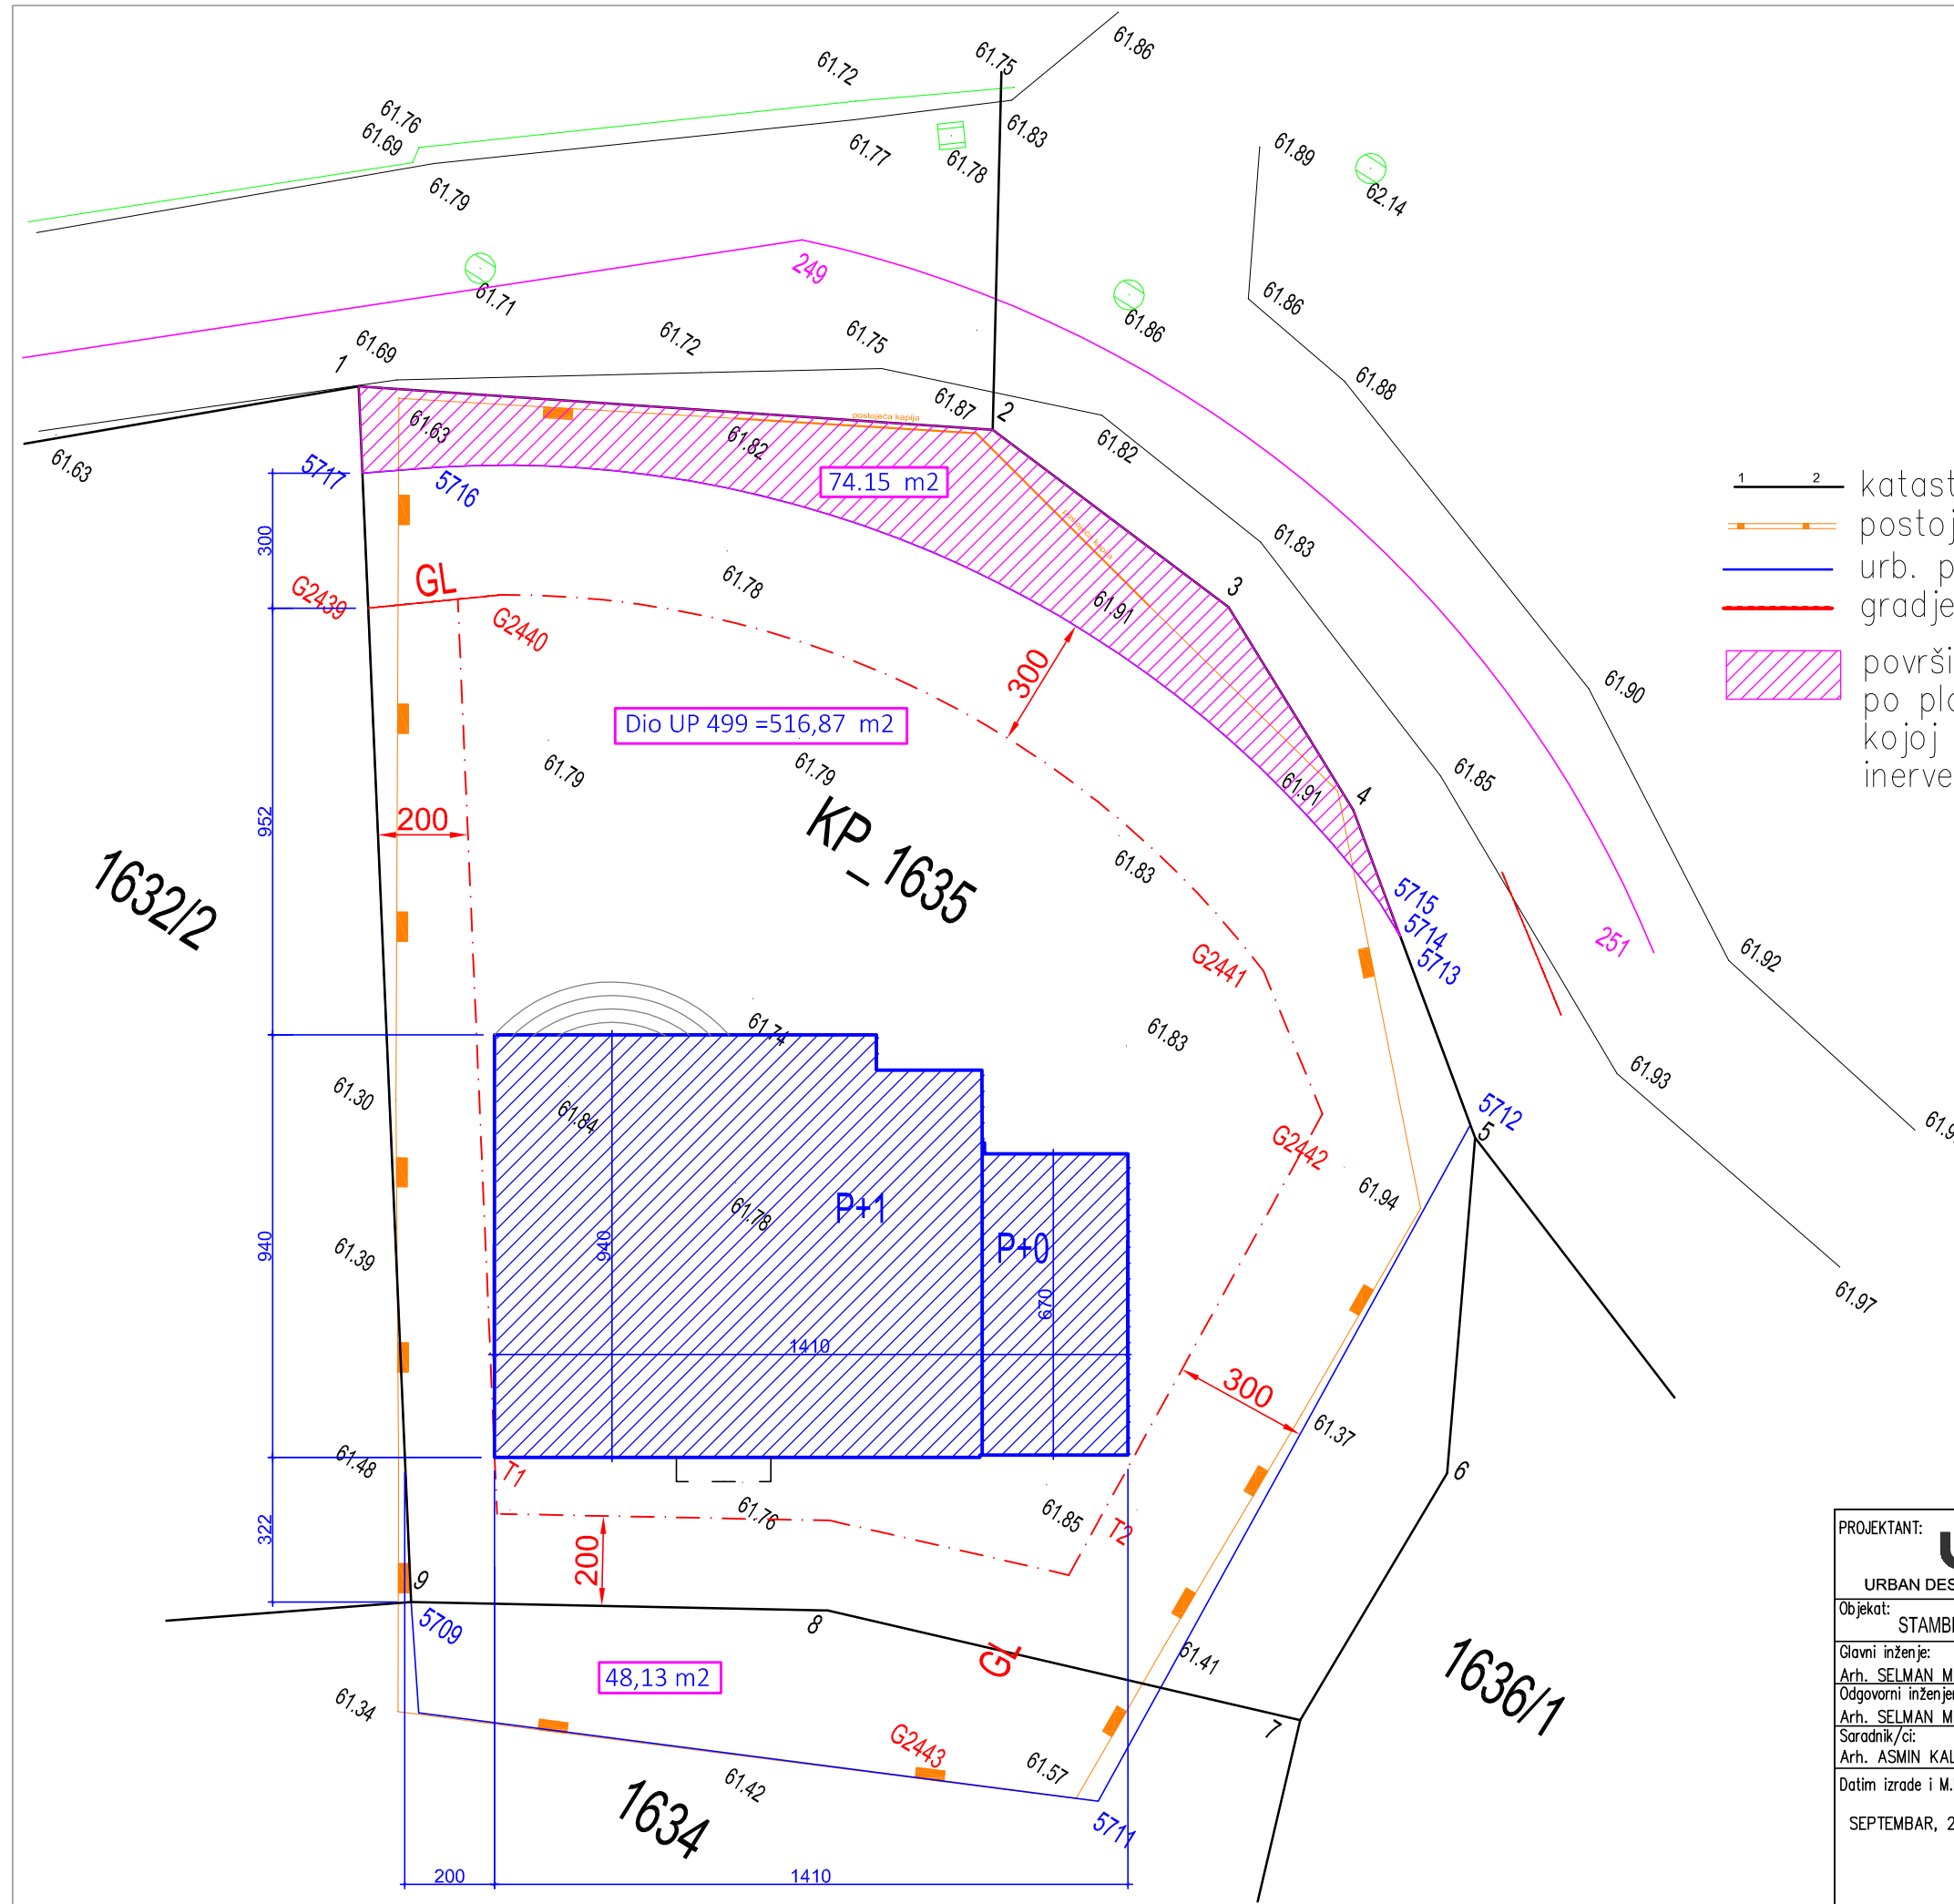 61.86
61.75
61.72
61.76
61.69
61.83
61.77
61.78
61.89
62.14
61.79
249
61.71
61.86
61.86
61.72
61.75
61.69
1
61.88
61.87
2
postojeća kapija
61.63
61.82
61.82
61.63
5717
5716
74.15 m2
1 2 katast
postoj
urb. p
gradje
površi
po pla
kojoj
inerve
300
postojeća kapija
61.83
61.78
3
61.91
GL
G2439
G2440
300
61.90
Dio UP 499 =516,87 m2
61.79
61.79
61.91
4
61.85
952
200
KP_1635
61.83
1632/2
5715
5714
5713
251
61.92
G2441
61.74
61.83
61.93
61.30
61.84
5712
5
61.9
G2442
61.94
61.78
P+1
P+0
940
940
61.39
670
61.97
1410
300
61.37
61.48
T1
6
61.76
61.85
T2
322
200
9
5709
8
GL
61.41
1636/1
48,13 m2
61.34
7
G2443
61.57
61.42
1634
5711
200
1410
PROJEKTANT:
U
URBAN DES
Objekat:
STAMB
Glavni inženje:
Arh. SELMAN M
Odgovorni inženjer
Arh. SELMAN M
Saradnik/ci:
Arh. ASMIN KAL
Datim izrade i M.
SEPTEMBAR, 2